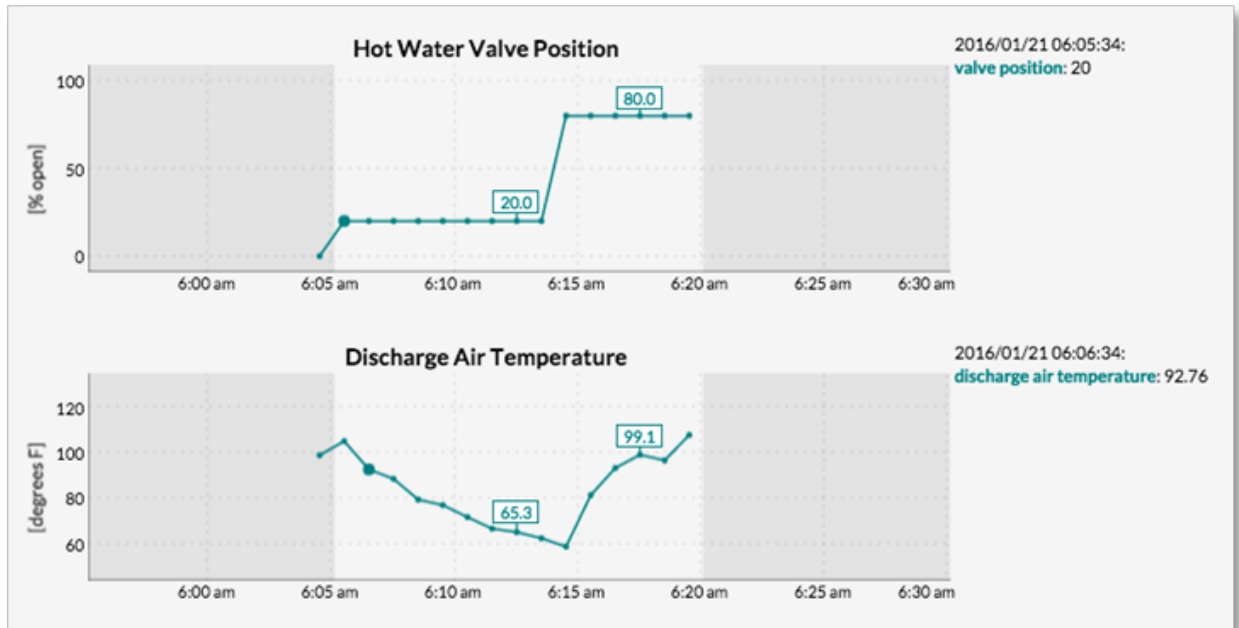 Hot Water Valve Position
2016/01/21 06:05:34:
valve position: 20
100
80.0
[% open]
50
20.0
0
6:00 am 6:05 am 6:10 am 6:15 am 6:20 am 6:25 am 6:30 am
Discharge Air Temperature
2016/01/21 06:06:34:
discharge air temperature: 92.76
120
99.1
100
[degrees F]
80
65.3
60
6:00 am 6:05 am 6:10 am 6:15 am 6:20 am 6:25 am 6:30 am